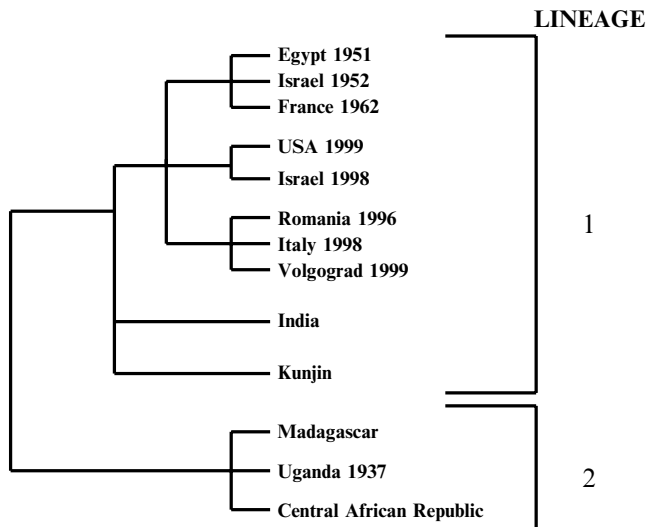 LINEAGE
Egypt 1951
Israel 1952
France 1962
USA 1999
Israel 1998
Romania 1996
1
Italy 1998
Volgograd 1999
India
Kunjin
Madagascar
Uganda 1937
2
Central African Republic